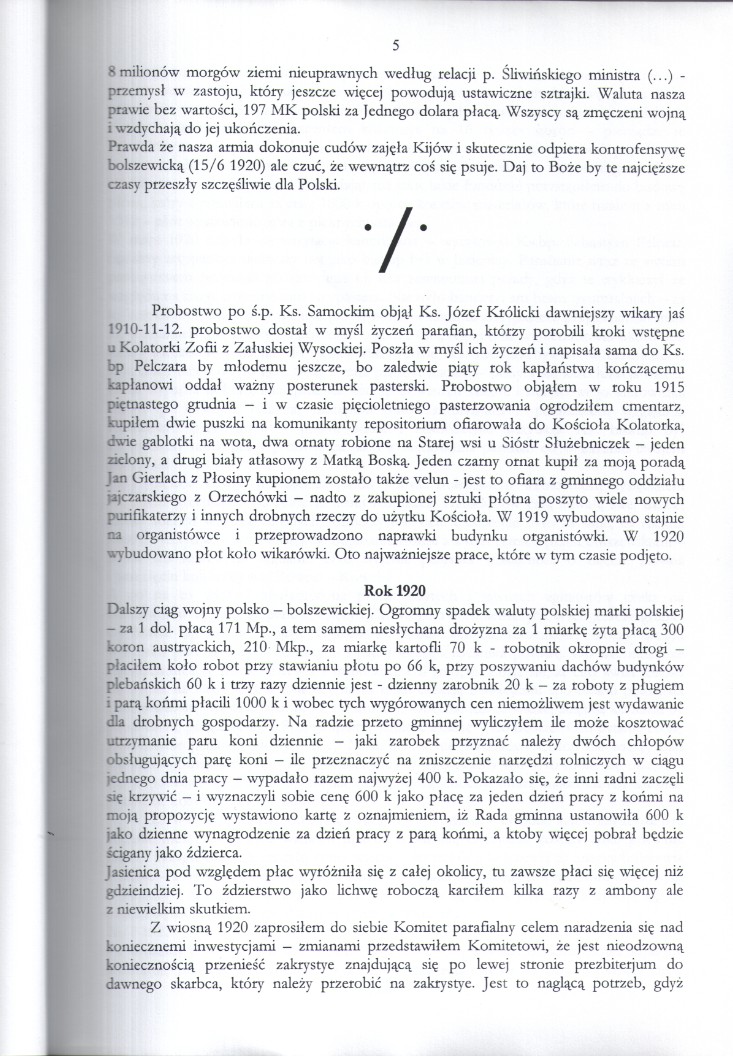 5
8 milionów morgów ziemi nieuprawnych według relacji p. Śliwińskiego ministra (...) -
przemysł w zastoju, który jeszcze więcej powodują ustawiczne sztrajki. Waluta nasza
prawie bez wartości, 197 MK polski za Jednego dolara płacą. Wszyscy są zmęczeni wojną
i wzdychają do jej ukończenia.
Prawda że nasza armia dokonuje cudów zajęła Kijów i skutecznie odpiera kontrofensywę
bolszewicką (15/6 1920) ale czuć, że wewnątrz coś się psuje. Daj to Boże by te najcięższe
czasy przeszły szczęśliwie dla Polski.
·/·
Probostwo po ś.p. Ks. Samockim objął Ks. Józef Królicki dawniejszy wikary jaś
1910-11-12. probostwo dostał w myśl życzeń parafian, którzy porobili kroki wstępne
u Kolatorki Zofii z Załuskiej Wysockiej. Poszła w myśl ich życzeń i napisała sama do Ks.
bp Pelczara by młodemu jeszcze, bo zaledwie piąty rok kapłaństwa kończącemu
kapłanowi oddał ważny posterunek pasterski. Probostwo objąłem w roku 1915
piętnastego grudnia – i w czasie pięcioletniego pasterzowania ogrodziłem cmentarz,
kupiłem dwie puszki na komunikanty repositorium ofiarowała do Kościoła Kolatorka,
dwie gablotki na wota, dwa ornaty robione na Starej wsi u Sióstr Służebniczek – jeden
zielony, a drugi biały atłasowy z Matką Boską. Jeden czarny ornat kupił za moją poradą
Jan Gierlach z Płosiny kupionem zostało także velun - jest to ofiara z gminnego oddziału
jajczarskiego z Orzechówki – nadto z zakupionej sztuki płótna poszyto wiele nowych
purifikaterzy i innych drobnych rzeczy do użytku Kościoła. W 1919 wybudowano stajnie
na organistówce i przeprowadzono naprawki budynku organistówki. W 1920
wybudowano płot koło wikarówki. Oto najważniejsze prace, które w tym czasie podjęto.
Rok 1920
Dalszy ciąg wojny polsko – bolszewickiej. Ogromny spadek waluty polskiej marki polskiej
– za 1 dol. płacą 171 Mp., a tem samem niesłychana drożyzna za 1 miarkę żyta płacą 300
koron austryackich, 210 Mkp., za miarkę kartofli 70 k - robotnik okropnie drogi –
płaciłem koło robot przy stawianiu płotu po 66 k, przy poszywaniu dachów budynków
plebańskich 60 k i trzy razy dziennie jest - dzienny zarobnik 20 k – za roboty z pługiem
i parą końmi płacili 1000 k i wobec tych wygórowanych cen niemożliwem jest wydawanie
dla drobnych gospodarzy. Na radzie przeto gminnej wyliczyłem ile może kosztować
utrzymanie paru koni dziennie – jaki zarobek przyznać należy dwóch chłopów
obsługujących parę koni – ile przeznaczyć na zniszczenie narzędzi rolniczych w ciągu
jednego dnia pracy – wypadało razem najwyżej 400 k. Pokazało się, że inni radni zaczęli
się krzywić – i wyznaczyli sobie cenę 600 k jako płacę za jeden dzień pracy z końmi na
moją propozycję wystawiono kartę z oznajmieniem, iż Rada gminna ustanowiła 600 k
jako dzienne wynagrodzenie za dzień pracy z parą końmi, a ktoby więcej pobrał będzie
ścigany jako ździerca.
Jasienica pod względem płac wyróżniła się z całej okolicy, tu zawsze płaci się więcej niż
gdzieindziej. To ździerstwo jako lichwę roboczą karciłem kilka razy z ambony ale
z niewielkim skutkiem.
Z wiosną 1920 zaprosiłem do siebie Komitet parafialny celem naradzenia się nad
koniecznemi inwestycjami – zmianami przedstawiłem Komitetowi, że jest nieodzowną
koniecznością przenieść zakrystye znajdującą się po lewej stronie prezbiterjum do
dawnego skarbca, który należy przerobić na zakrystye. Jest to naglącą potrzeb, gdyż